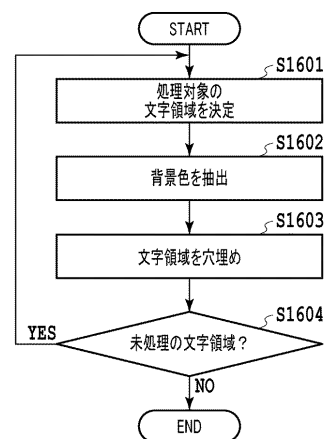 START
S1601
処理対象の
文字領域を決定
S1602
背景色を抽出
S1603
文字領域を穴埋め
S1604
YES
未処理の文字領域？
NO
END